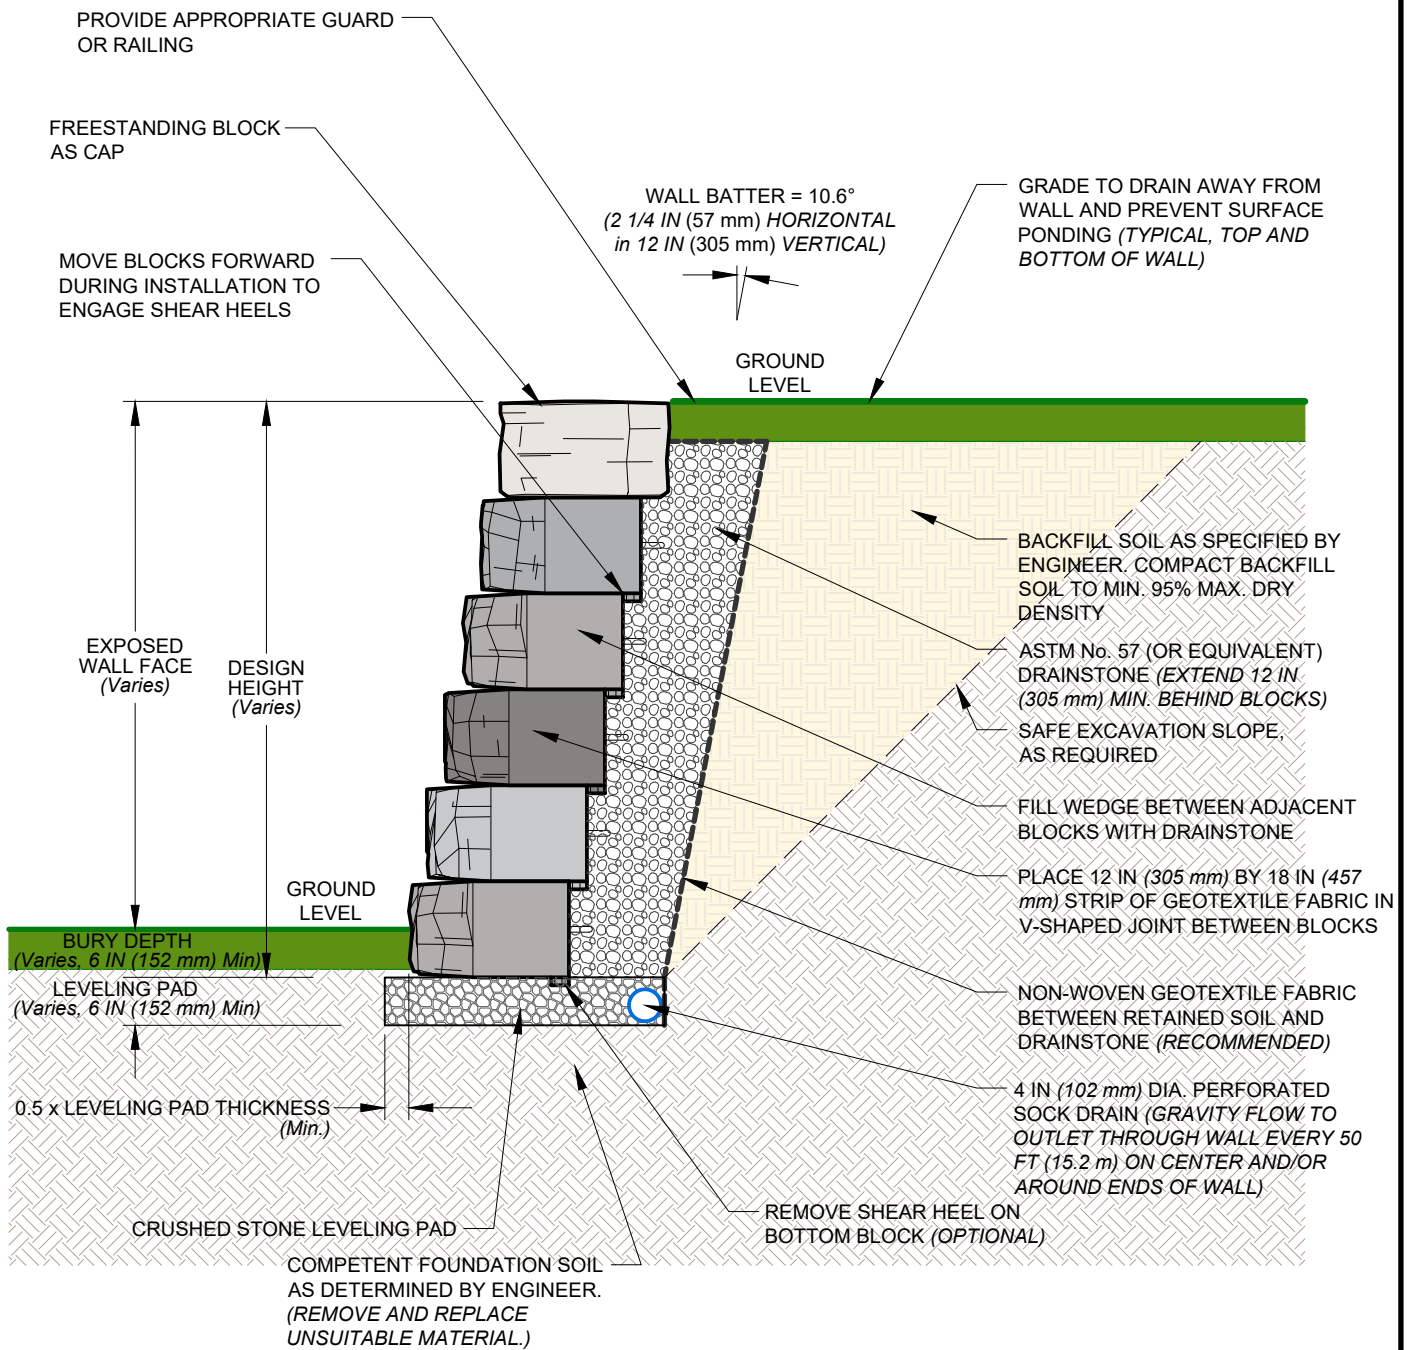 PROVIDE APPROPRIATE GUARD
OR RAILING
FREESTANDING BLOCK
AS CAP
MOVE BLOCKS FORWARD
DURING INSTALLATION TO
ENGAGE SHEAR HEELS
WALL BATTER = 10.6°
(2 1/4 IN (57 mm) HORIZONTAL
in 12 IN (305 mm) VERTICAL)
GRADE TO DRAIN AWAY FROM
WALL AND PREVENT SURFACE
PONDING (TYPICAL, TOP AND
BOTTOM OF WALL)
GROUND
LEVEL
EXPOSED
WALL FACE
(Varies)
DESIGN
HEIGHT
(Varies)
BACKFILL SOIL AS SPECIFIED BY
ENGINEER. COMPACT BACKFILL
SOIL TO MIN. 95% MAX. DRY
DENSITY
ASTM No. 57 (OR EQUIVALENT)
DRAINSTONE (EXTEND 12 IN
(305 mm) MIN. BEHIND BLOCKS)
SAFE EXCAVATION SLOPE,
AS REQUIRED
FILL WEDGE BETWEEN ADJACENT
BLOCKS WITH DRAINSTONE
PLACE 12 IN (305 mm) BY 18 IN (457
mm) STRIP OF GEOTEXTILE FABRIC IN
V-SHAPED JOINT BETWEEN BLOCKS
GROUND
LEVEL
BURY DEPTH
(Varies, 6 IN (152 mm) Min)
LEVELING PAD
(Varies, 6 IN (152 mm) Min)
NON-WOVEN GEOTEXTILE FABRIC
BETWEEN RETAINED SOIL AND
DRAINSTONE (RECOMMENDED)
0.5 x LEVELING PAD THICKNESS
(Min.)
4 IN (102 mm) DIA. PERFORATED
SOCK DRAIN (GRAVITY FLOW TO
OUTLET THROUGH WALL EVERY 50
FT (15.2 m) ON CENTER AND/OR
AROUND ENDS OF WALL)
CRUSHED STONE LEVELING PAD
REMOVE SHEAR HEEL ON
BOTTOM BLOCK (OPTIONAL)
COMPETENT FOUNDATION SOIL
AS DETERMINED BY ENGINEER.
(REMOVE AND REPLACE
UNSUITABLE MATERIAL.)